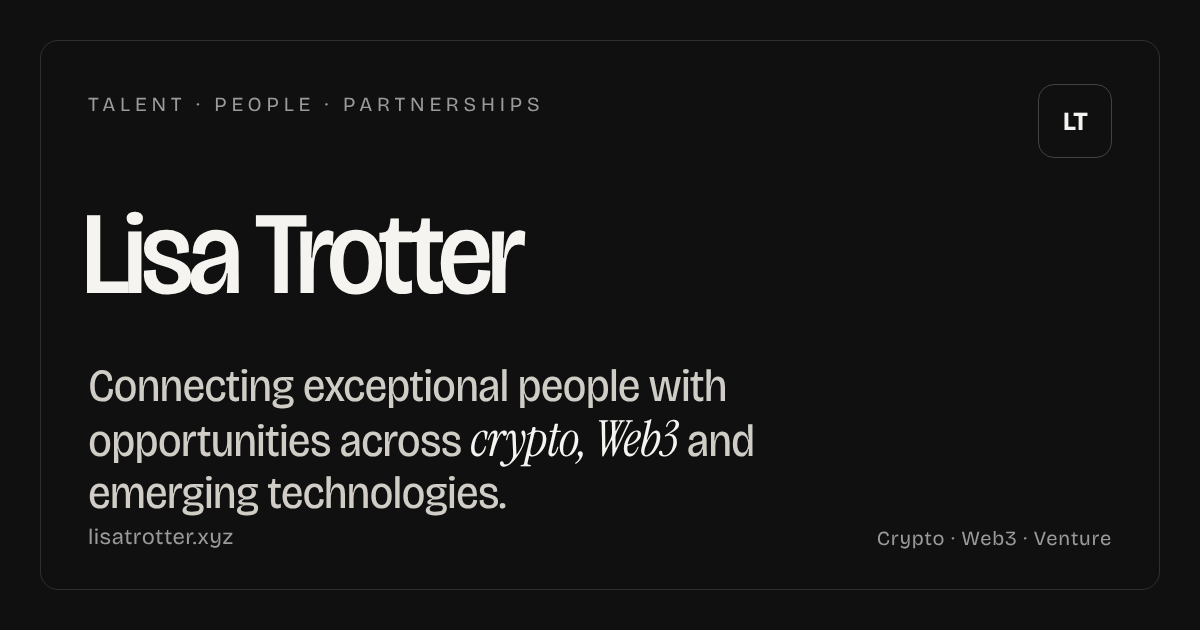 TALENT · PEOPLE · PARTNERSHIPS
LT
Lisa Trotter
Connecting exceptional people with
opportunities across crypto, Web3 and
emerging technologies.
lisatrotter.xyz
Crypto · Web3 · Venture